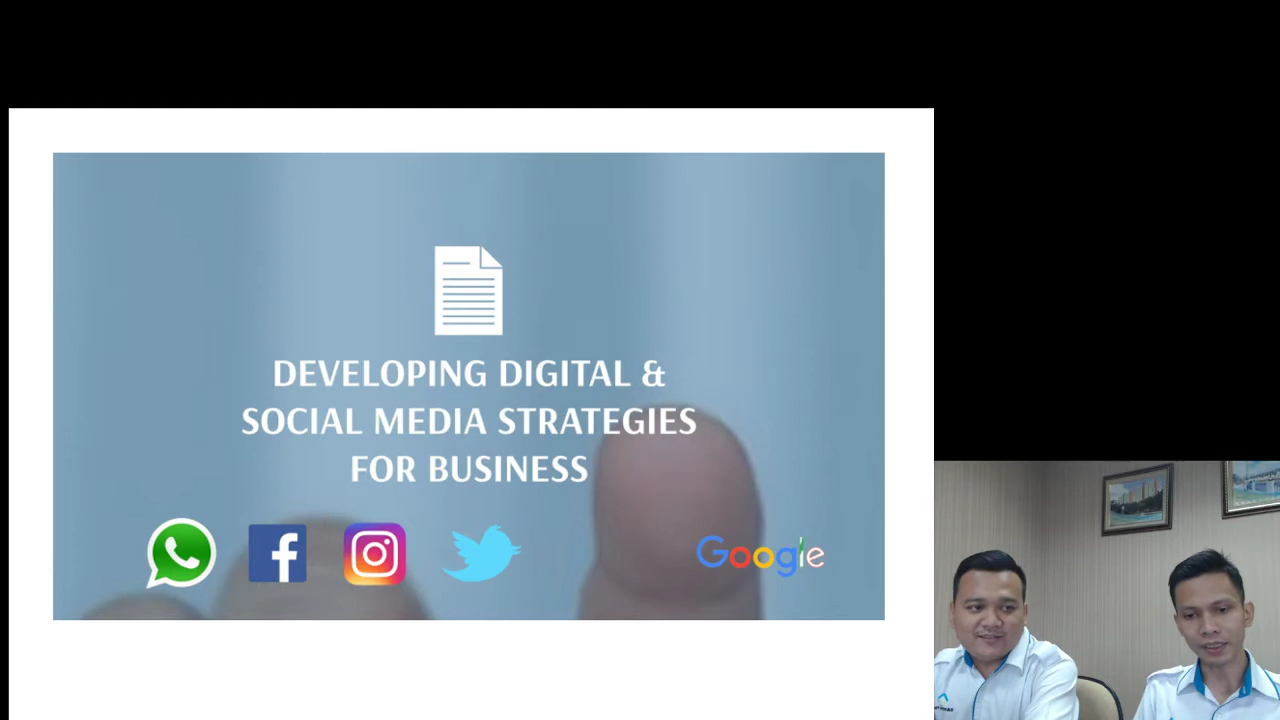 DEVELOPING DIGITAL &
SOCIAL MEDIA STRATEGIES
FOR BUSINESS
Google